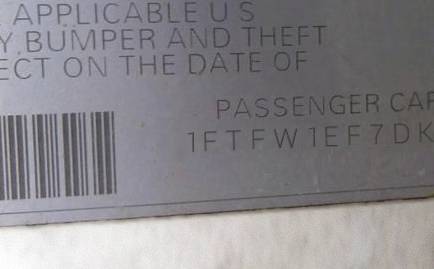 APPLICABLE U S
Y BUMPER AND THEFT
ECT ON THE DATE OF
PASSENGER CAR
1FTFW1EF7DK